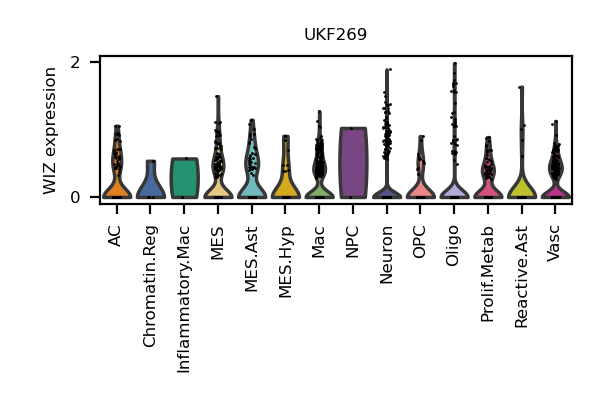 UKF269
WIZ expression
2
0
AC
Chromatin.Reg
Inflammatory.Mac
MES
MES.Ast
MES.Hyp
Mac
NPC
Neuron
OPC
Oligo
Prolif.Metab
Reactive.Ast
Vasc